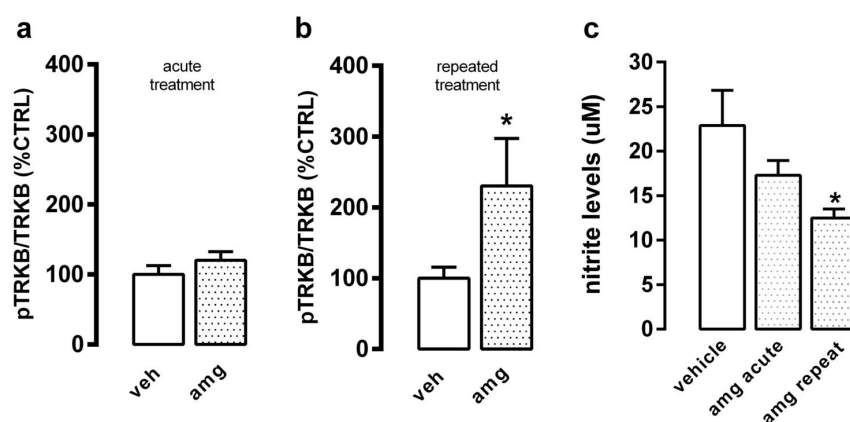 a
acute
treatment
pTRKB/TRKB (%CTRL)
400
300
200
100
0
veh
amg
b
repeated
treatment
pTRKB/TRKB (%CTRL)
400
300
200
100
0
*
veh
amg
c
nitrite levels (uM)
30
25
20
15
10
5
0
*
vehicle
amg acute
amg repeat